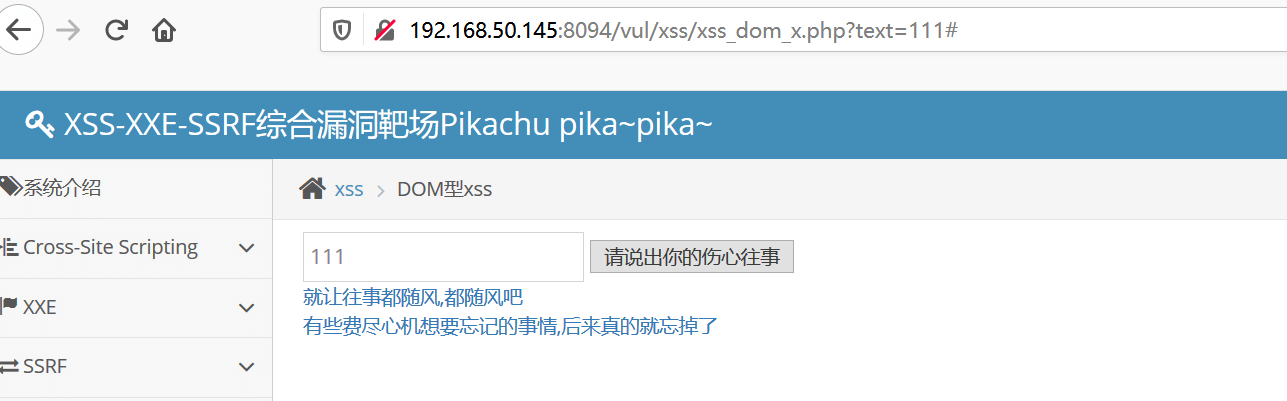 192.168.50.145:8094/vul/xss/xss_dom_x.php?text=111#
XSS-XXE-SSRF综合漏洞靶场Pikachu pika~pika~
系统介绍
xss > DOM型xss
Cross-Site Scripting
111
请说出你的伤心往事
就让往事都随风,都随风吧
XXE
有些费尽心机想要忘记的事情,后来真的就忘掉了
SSRF